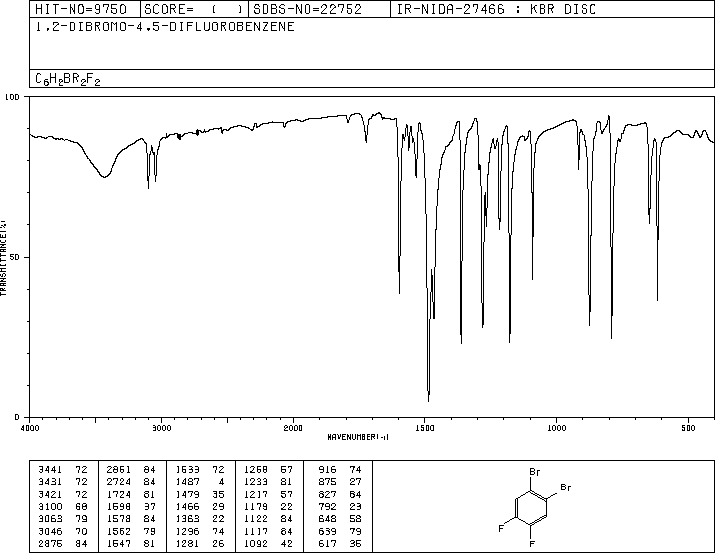 HIT-NO=9750 SCORE= ( ) SDBS-NO=22752 IR-NIDA-27466 : KBR DISC
1,2-DIBROMO-4,5-DIFLUOROBENZENE
C6H2BR2F2
100
50
0
TRANSMITTANCE(%)
4000 3000 2000 1500 1000 500
WAVENUMBER(-1)
3441 72 2861 84 1533 72 1268 57 916 74
3431 72 2724 84 1487 4 1233 81 875 27
3421 72 1724 81 1479 35 1217 57 827 84
3100 68 1598 37 1466 29 1179 22 792 23
3063 79 1578 84 1363 22 1122 84 648 58
3046 70 1562 79 1296 74 1117 84 639 79
2876 84 1547 81 1281 26 1092 42 617 35
Br
Br
F
F